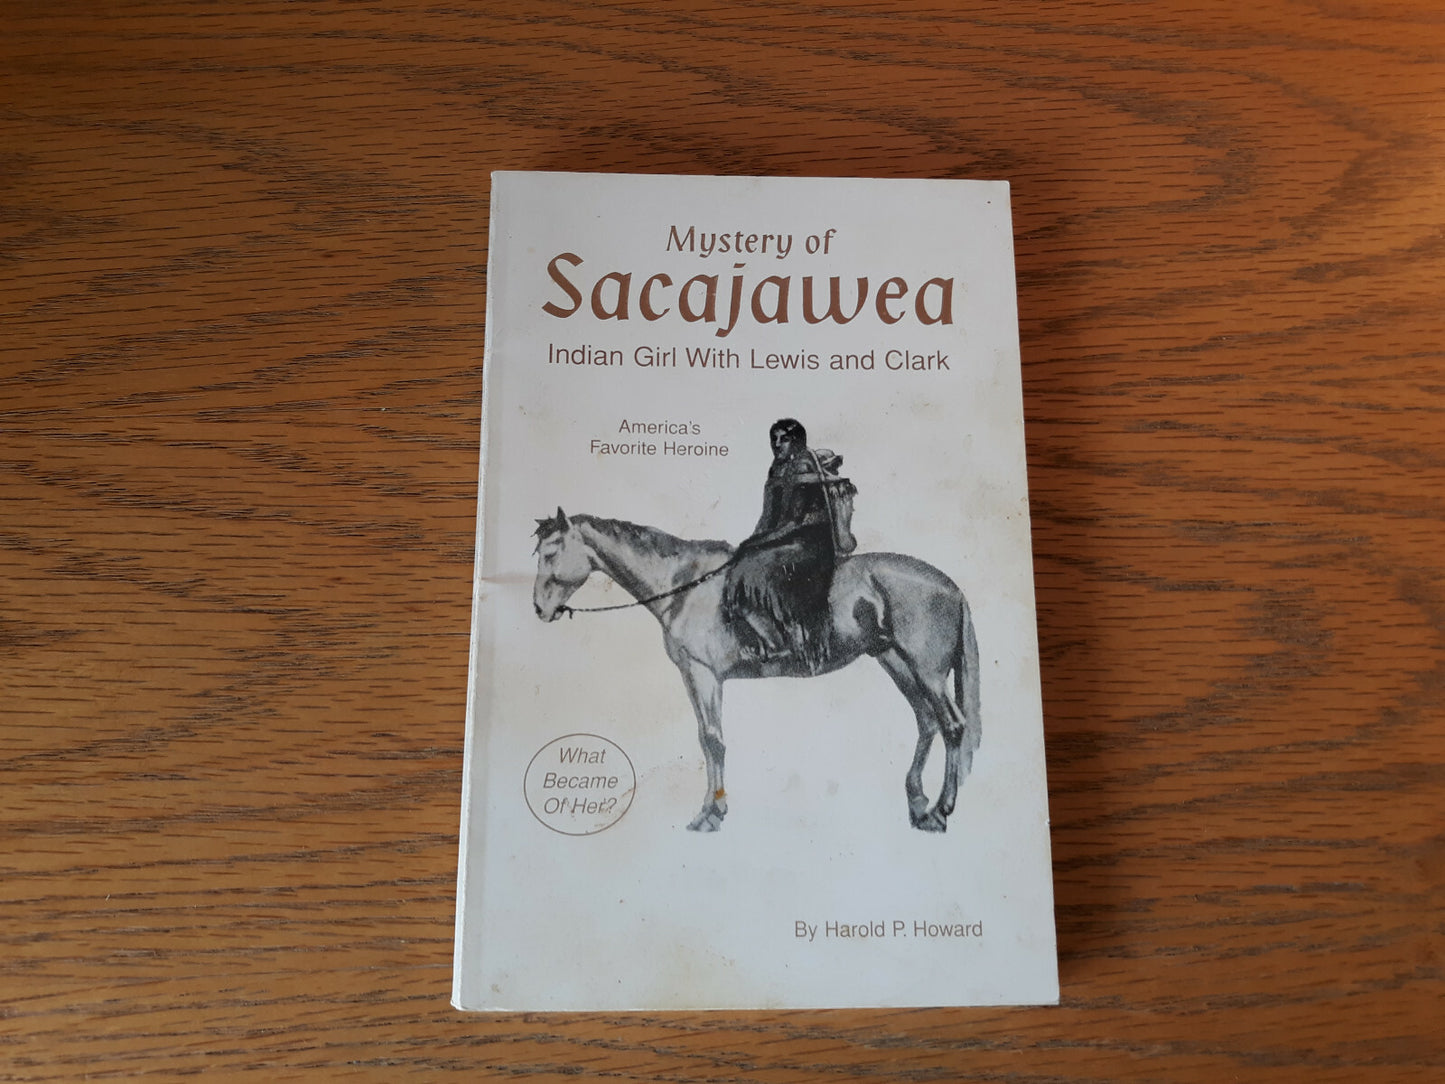 Mystery of
Sacajawea
Indian Girl With Lewis and Clark
America's
Favorite Heroine
What
Became
Of Her?
By Harold P. Howard